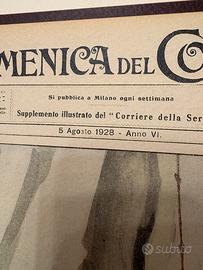 MENICA DEL CO
Si pubblica a Milano ogni settimana
Supplemento illustrato del "Corriere della Ser
5 Agosto 1928 - Anno VI.
subito